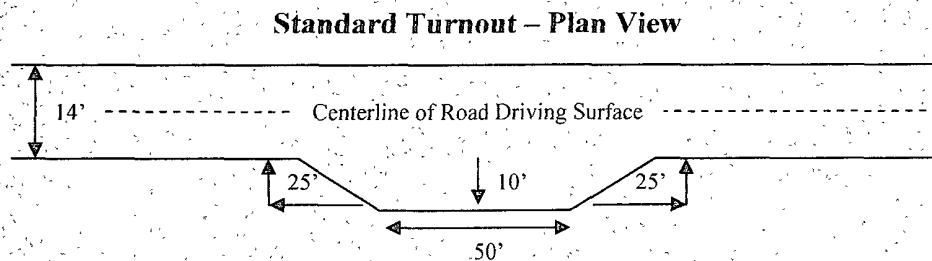 Standard Turnout – Plan View
14'
Centerline of Road Driving Surface
25'
10'
25'
50'